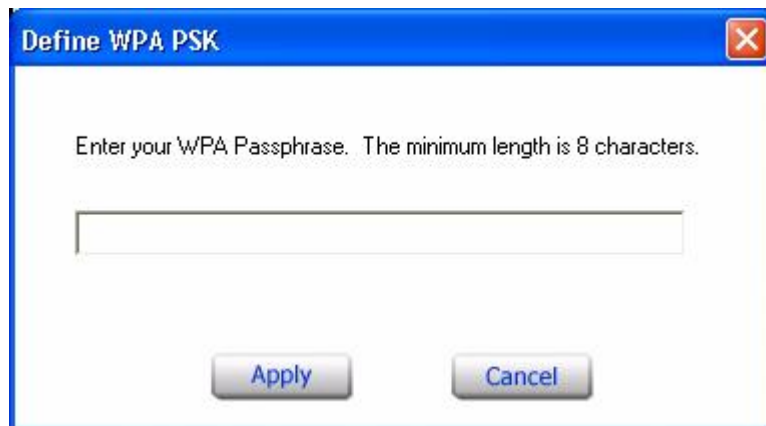 Define WPA PSK
Enter your WPA Passphrase. The minimum length is 8 characters.
Apply
Cancel